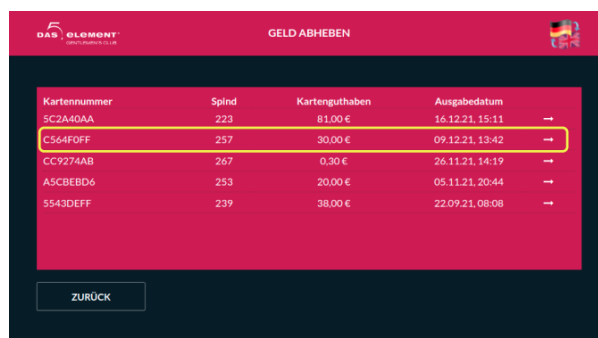 5
DAS ELEMENT
GENTLEMEN'S CLUB
GELD ABHEBEN
Kartennummer Spind Kartenguthaben Ausgabedatum
5C2A40AA 223 81,00 € 16.12.21, 15:11 →
C564F0FF 257 30,00 € 09.12.21, 13:42 →
CC9274AB 267 0,30 € 26.11.21, 14:19 →
A5CBEBD6 253 20,00 € 05.11.21, 20:44 →
5543DEFF 239 38,00 € 22.09.21, 08:08 →
ZURÜCK